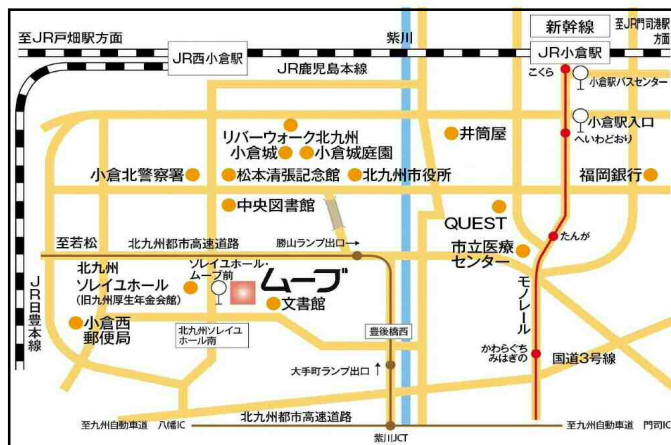 新幹線
至JR戸畑駅方面
紫川
至JR門司港駅
方面
JR西小倉駅
JR小倉駅
JR鹿児島本線
こくら
小倉駅バスセンター
小倉駅入口
へいわどおり
リバーウォーク北九州
井筒屋
小倉城
小倉城庭園
小倉北警察署
松本清張記念館
北九州市役所
福岡銀行
中央図書館
QUEST
たんが
至若松
北九州都市高速道路
勝山ランプ出口→
市立医療
センター
北九州
ソレイユホール
(旧九州厚生年金会館)
ソレイユホール・
ムーブ前
ムーブ
文書館
モノレール
JR日豊本線
小倉西
郵便局
北九州ソレイユ
ホール南
豊後橋西
かわらぐち
みはぎの
国道3号線
大手町ランプ出口
↑
北九州都市高速道路
至九州自動車道 八幡IC
至九州自動車道 門司IC
紫川JCT